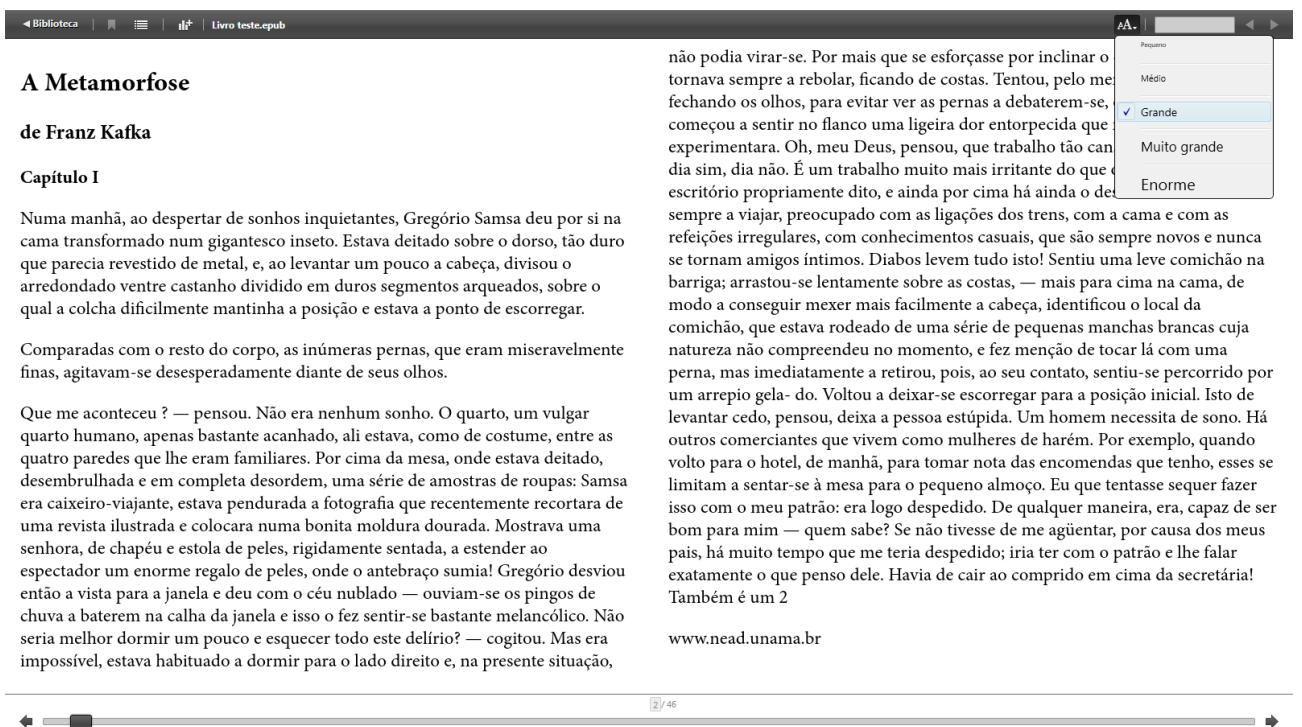 Biblioteca
Livro teste.epub
AA
A Metamorfose
de Franz Kafka
Capítulo I
Numa manhã, ao despertar de sonhos inquietantes, Gregório Samsa deu por si na
cama transformado num gigantesco inseto. Estava deitado sobre o dorso, tão duro
que parecia revestido de metal, e, ao levantar um pouco a cabeça, divisou o
arredondado ventre castanho dividido em duros segmentos arqueados, sobre o
qual a colcha dificilmente mantinha a posição e estava a ponto de escorregar.
Comparadas com o resto do corpo, as inúmeras pernas, que eram miseravelmente
finas, agitavam-se desesperadamente diante de seus olhos.
Que me aconteceu ? — pensou. Não era nenhum sonho. O quarto, um vulgar
quarto humano, apenas bastante acanhado, ali estava, como de costume, entre as
quatro paredes que lhe eram familiares. Por cima da mesa, onde estava deitado,
desembrulhada e em completa desordem, uma série de amostras de roupas: Samsa
era caixeiro-viajante, estava pendurada a fotografia que recentemente recortara de
uma revista ilustrada e colocara numa bonita moldura dourada. Mostrava uma
senhora, de chapéu e estola de peles, rigidamente sentada, a estender ao
espectador um enorme regalo de peles, onde o antebraço sumia! Gregório desviou
então a vista para a janela e deu com o céu nublado — ouviam-se os pingos de
chuva a baterem na calha da janela e isso o fez sentir-se bastante melancólico. Não
seria melhor dormir um pouco e esquecer todo este delírio? — cogitou. Mas era
impossível, estava habituado a dormir para o lado direito e, na presente situação,
não podia virar-se. Por mais que se esforçasse por inclinar o
tornava sempre a rebolar, ficando de costas. Tentou, pelo
fechando os olhos, para evitar ver as pernas a debaterem-se,
começou a sentir no flanco uma ligeira dor entorpecida que
experimentara. Oh, meu Deus, pensou, que trabalho tão
dia sim, dia não. É um trabalho muito mais irritante do que
escritório propriamente dito, e ainda por cima há ainda o
sempre a viajar, preocupado com as ligações dos trens, com a cama e com as
refeições irregulares, com conhecimentos casuais, que são sempre novos e nunca
se tornam amigos íntimos. Diabos levem tudo isto! Sentiu uma leve comichão na
barriga; arrastou-se lentamente sobre as costas, — mais para cima na cama, de
modo a conseguir mexer mais facilmente a cabeça, identificou o local da
comichão, que estava rodeado de uma série de pequenas manchas brancas cuja
natureza não compreendeu no momento, e fez menção de tocar lá com uma
perna, mas imediatamente a retirou, pois, ao seu contato, sentiu-se percorrido por
um arrepio gela- do. Voltou a deixar-se escorregar para a posição inicial. Isto de
levantar cedo, pensou, deixa a pessoa estúpida. Um homem necessita de sono. Há
outros comerciantes que vivem como mulheres de harém. Por exemplo, quando
volto para o hotel, de manhã, para tomar nota das encomendas que tenho, esses se
limitam a sentar-se à mesa para o pequeno almoço. Eu que tentasse sequer fazer
isso com o meu patrão: era logo despedido. De qualquer maneira, era, capaz de ser
bom para mim — quem sabe? Se não tivesse de me agüentar, por causa dos meus
pais, há muito tempo que me teria despedido; iria ter com o patrão e lhe falar
exatamente o que penso dele. Havia de cair ao comprido em cima da secretária!
Também é um 2
www.nead.unama.br
Pequeno
Médio
Grande
Muito grande
Enorme
2 / 46